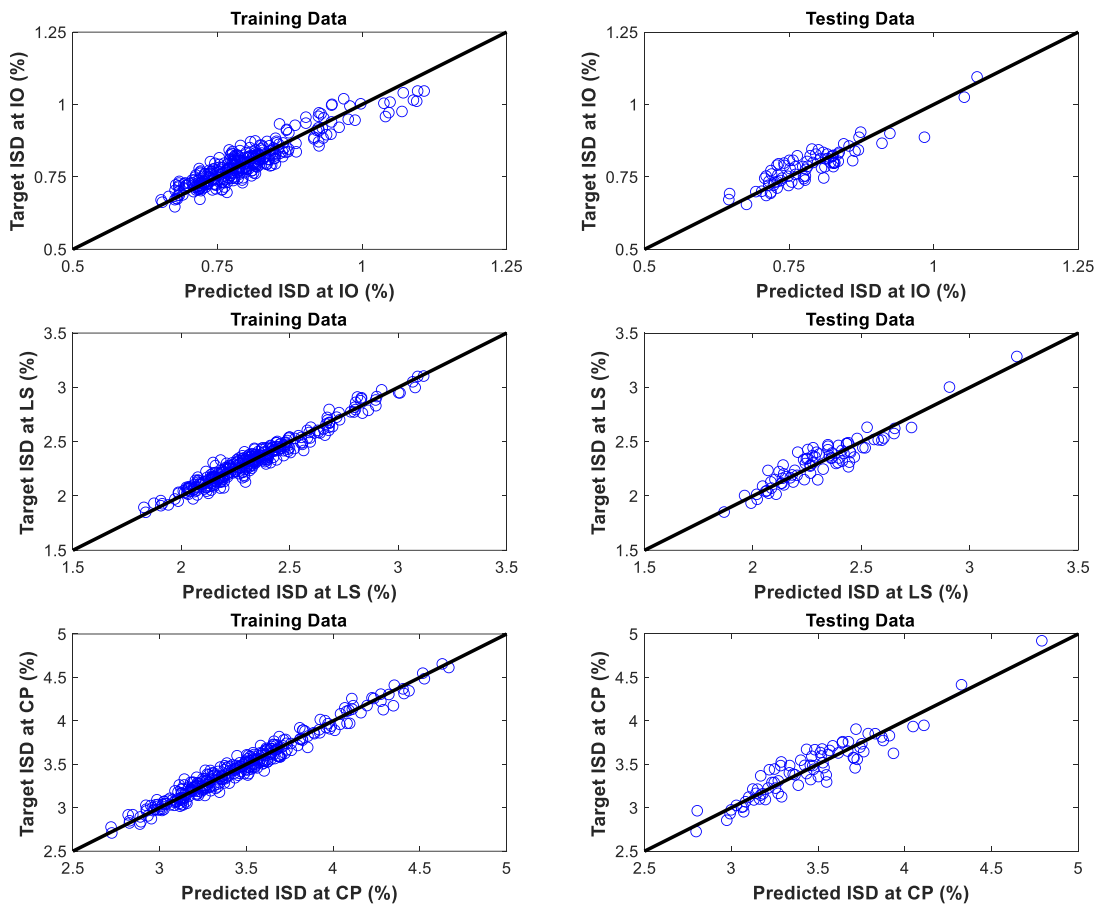 Training Data
Target ISD at IO (%)
1.25
1
0.75
0.5
0.5 0.75 1 1.25
Predicted ISD at IO (%)
Testing Data
Target ISD at IO (%)
1.25
1
0.75
0.5
0.5 0.75 1 1.25
Predicted ISD at IO (%)
Training Data
Target ISD at LS (%)
3.5
3
2.5
2
1.5
1.5 2 2.5 3 3.5
Predicted ISD at LS (%)
Testing Data
Target ISD at LS (%)
3.5
3
2.5
2
1.5
1.5 2 2.5 3 3.5
Predicted ISD at LS (%)
Training Data
Target ISD at CP (%)
5
4.5
4
3.5
3
2.5
2.5 3 3.5 4 4.5 5
Predicted ISD at CP (%)
Testing Data
Target ISD at CP (%)
5
4.5
4
3.5
3
2.5
2.5 3 3.5 4 4.5 5
Predicted ISD at CP (%)